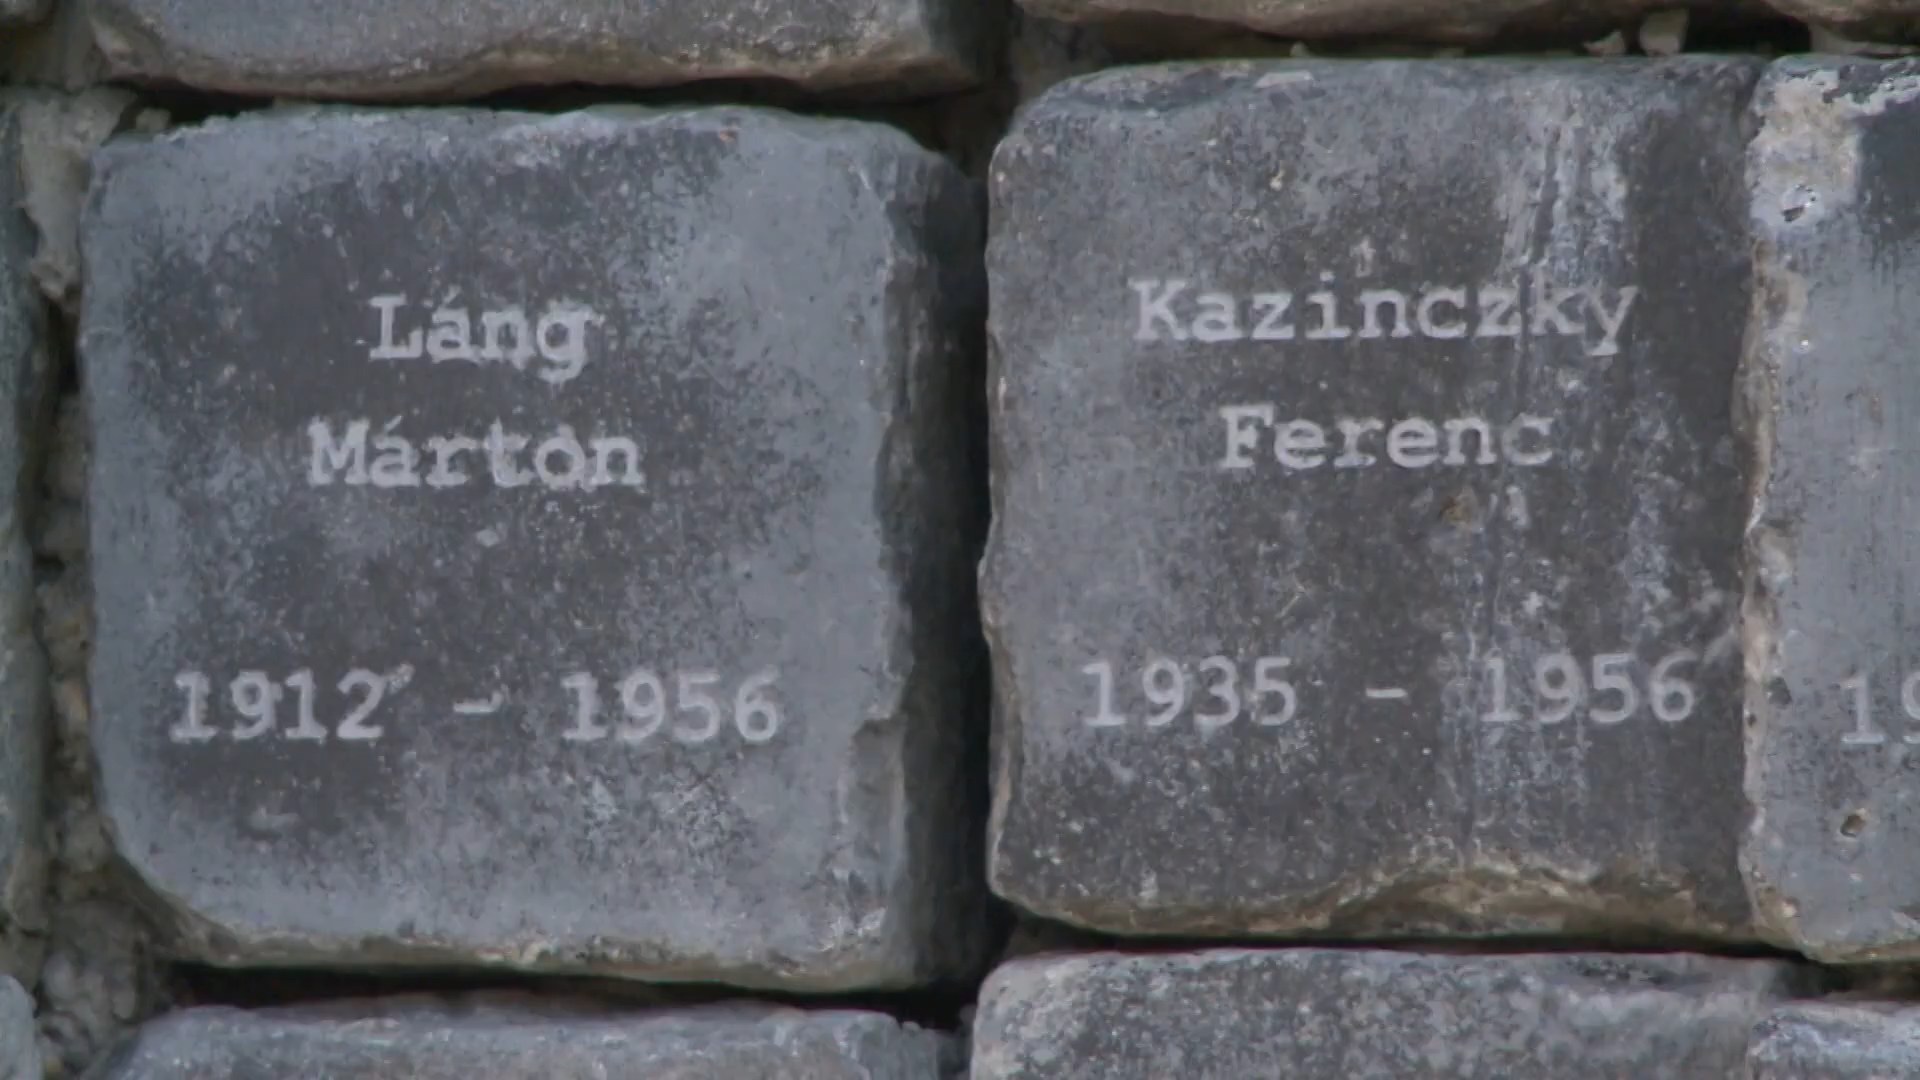 Láng
Márton
1912 - 1956
Kazinczky
Ferenc
1935 - 1956